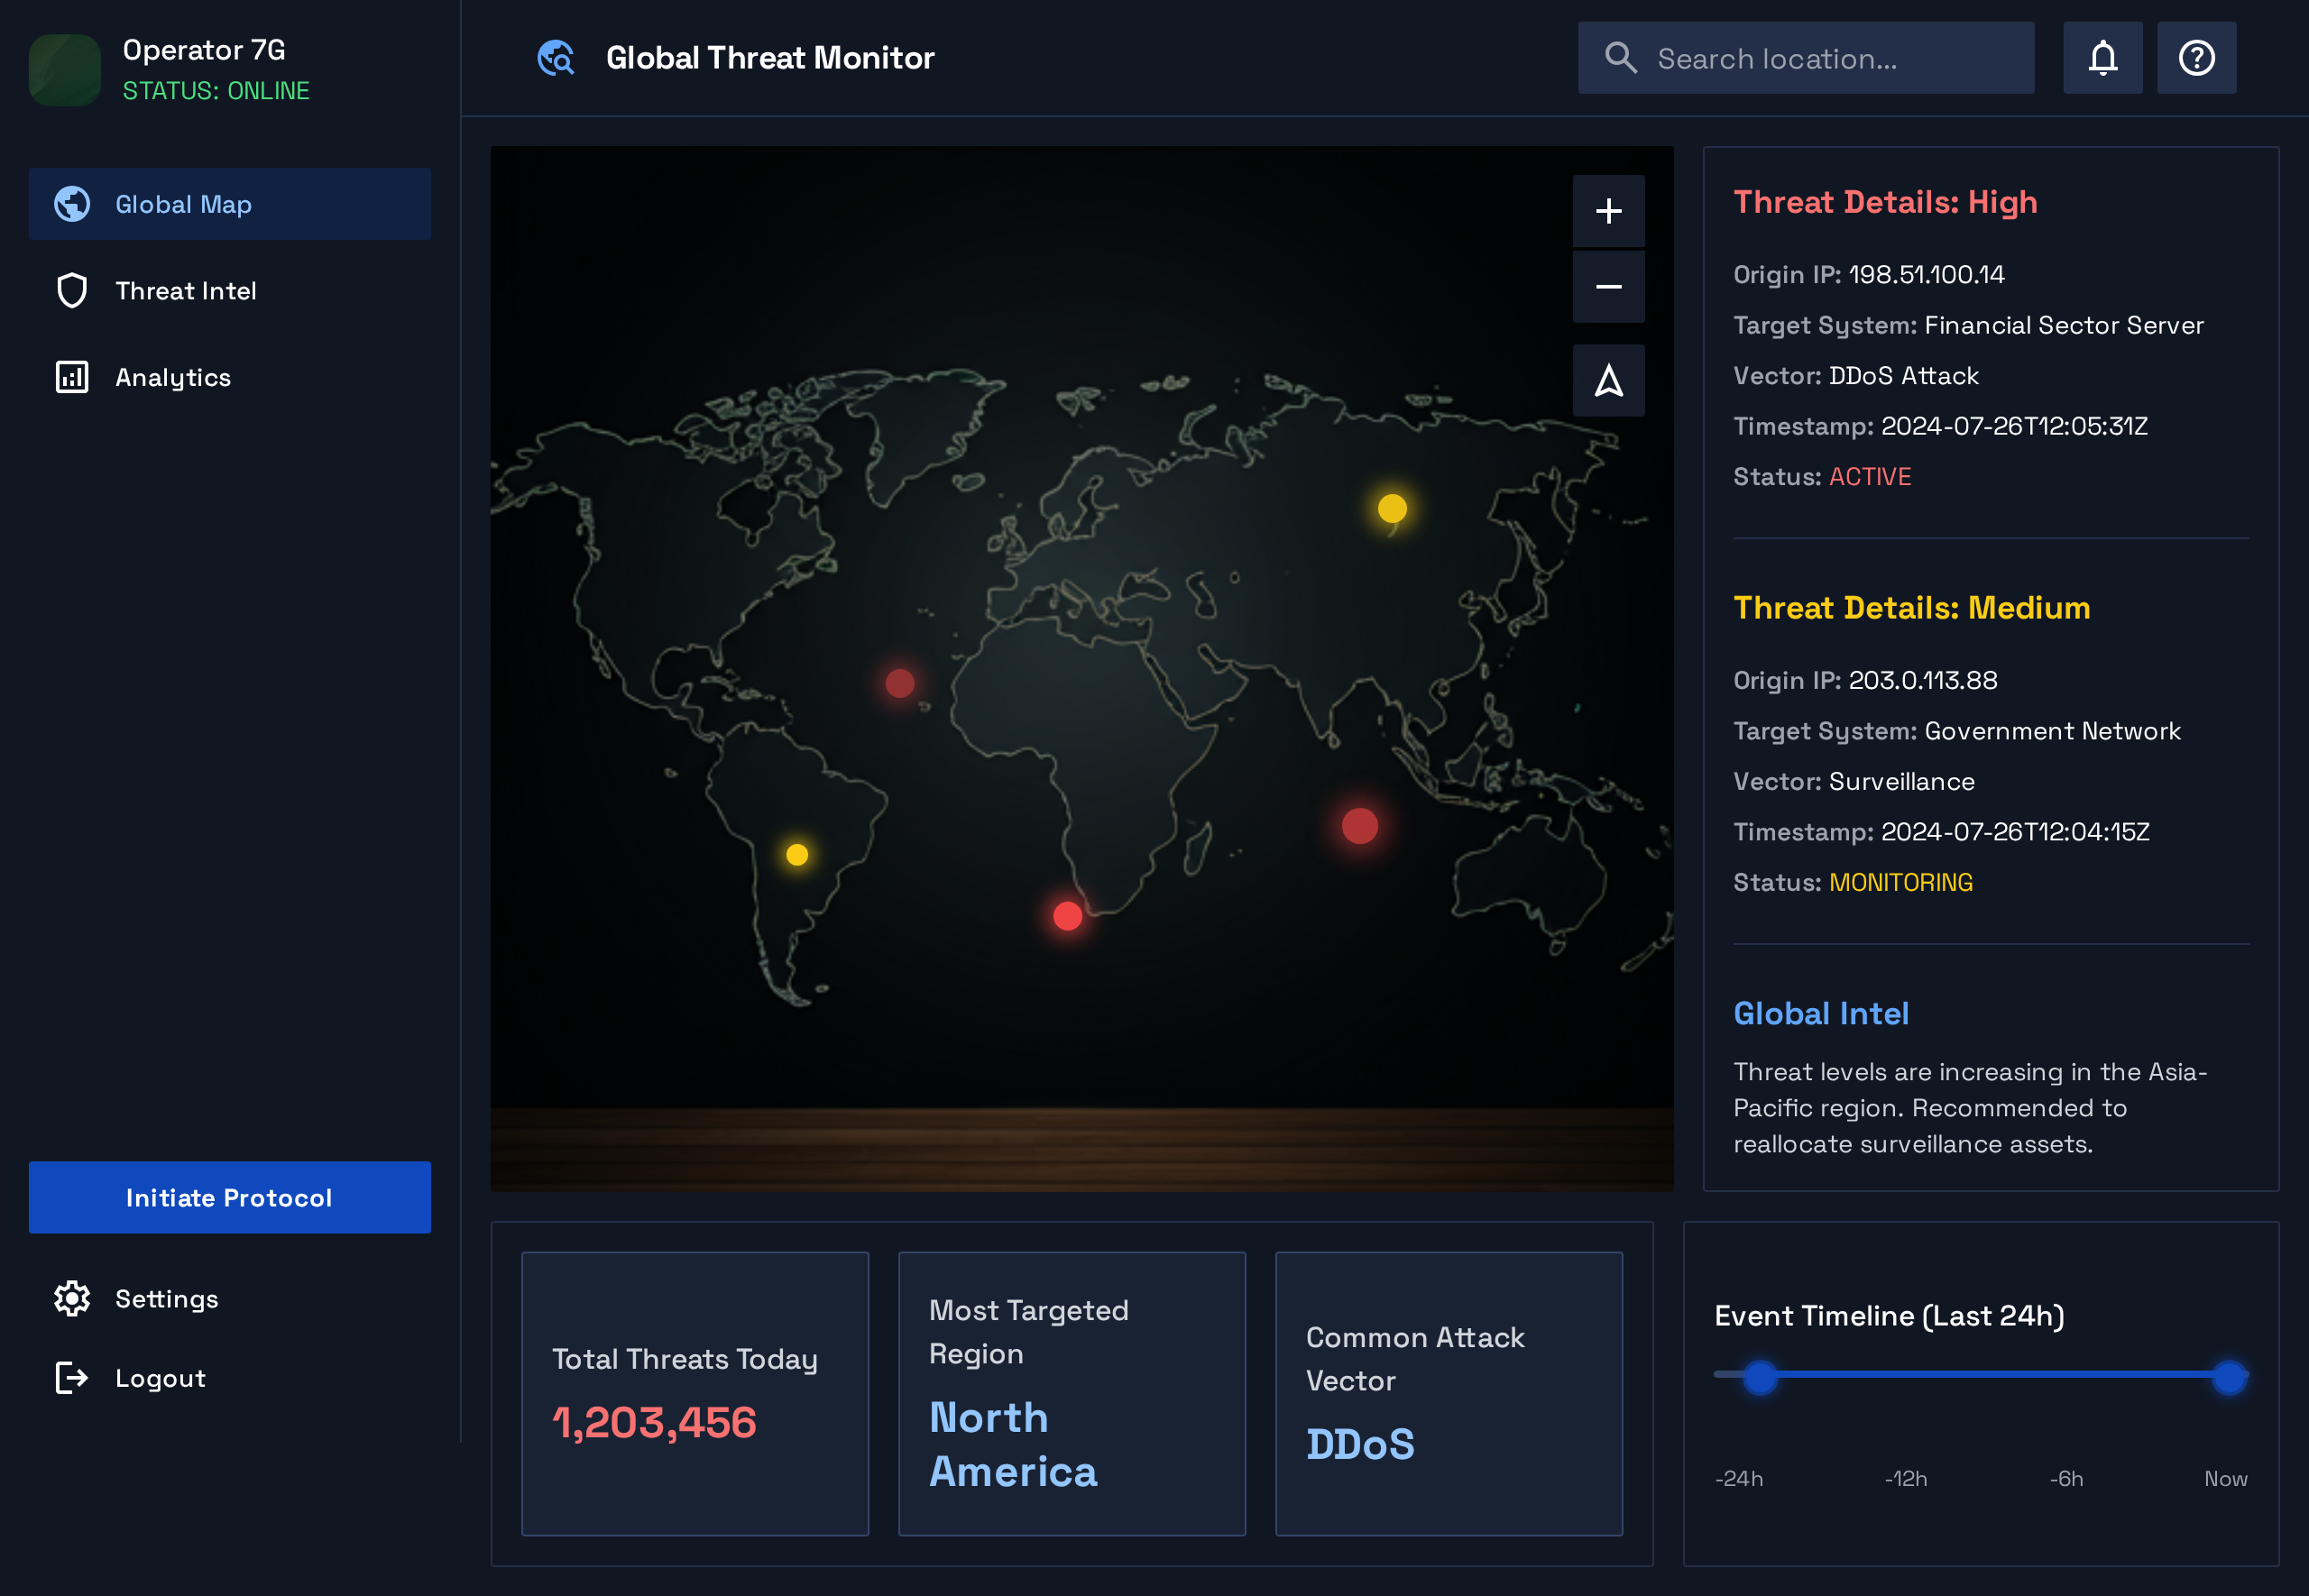 Operator 7G
STATUS: ONLINE
Global Map
Threat Intel
Analytics
Initiate Protocol
Settings
Logout
Global Threat Monitor
Search location...
Threat Details: High
Origin IP: 198.51.100.14
Target System: Financial Sector Server
Vector: DDoS Attack
Timestamp: 2024-07-26T12:05:31Z
Status: ACTIVE
Threat Details: Medium
Origin IP: 203.0.113.88
Target System: Government Network
Vector: Surveillance
Timestamp: 2024-07-26T12:04:15Z
Status: MONITORING
Global Intel
Threat levels are increasing in the Asia-
Pacific region. Recommended to
reallocate surveillance assets.
Total Threats Today
1,203,456
Most Targeted
Region
North
America
Common Attack
Vector
DDoS
Event Timeline (Last 24h)
-24h
-12h
-6h
Now